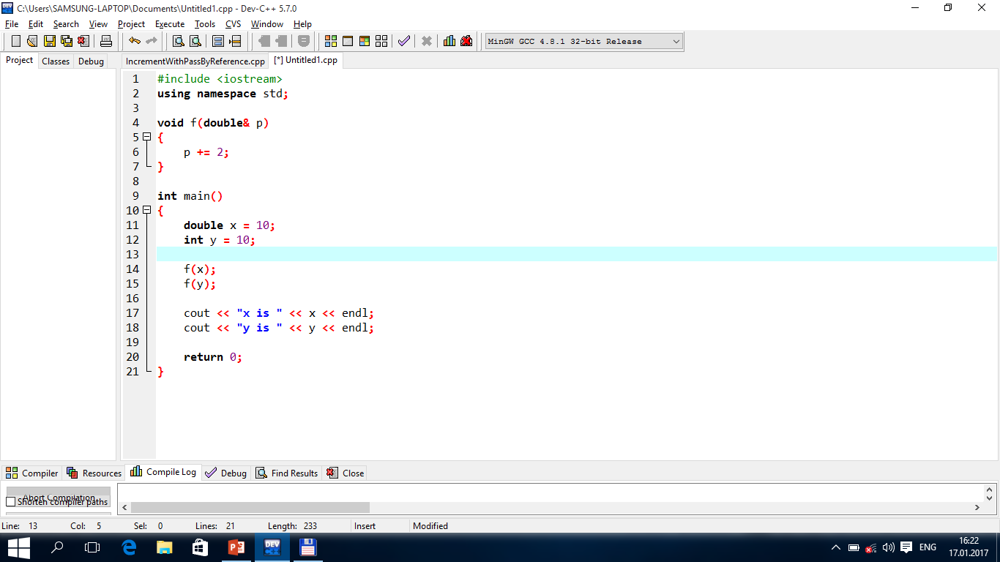 C:\Users\SAMSUNG-LAPTOP\Documents\Untitled1.cpp - Dev-C++ 5.7.0
File Edit Search View Project Execute Tools CVS Window Help
MinGW GCC 4.8.1 32-bit Release
Project Classes Debug
IncrementWithPassByReference.cpp [*] Untitled1.cpp
1 #include <iostream>
2 using namespace std;
3
4 void f(double& p)
5 {
6 p += 2;
7 }
8
9 int main()
10 {
11 double x = 10;
12 int y = 10;
13
14 f(x);
15 f(y);
16
17 cout << "x is " << x << endl;
18 cout << "y is " << y << endl;
19
20 return 0;
21 }
Compiler Resources Compile Log Debug Find Results Close
Abort Compilation
Shorten compiler paths
Line: 13 Col: 5 Sel: 0 Lines: 21 Length: 233 Insert Modified
DEV C++
ENG
16:22
17.01.2017